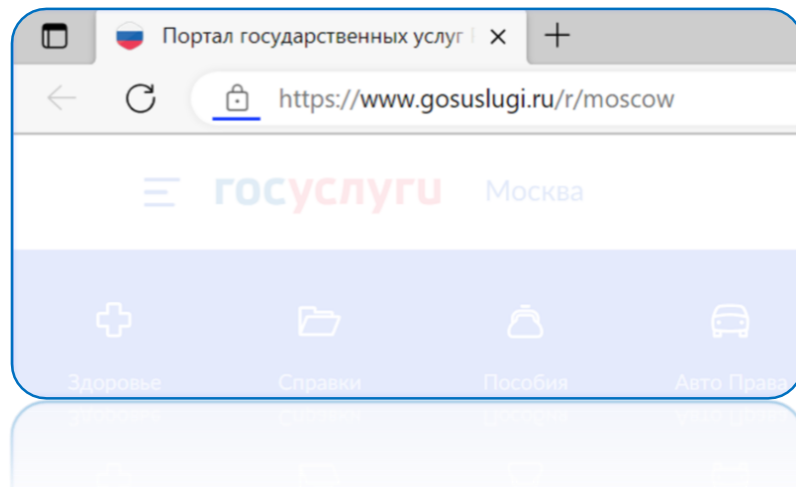 Портал государственных услуг
https://www.gosuslugi.ru/r/moscow
госуслуги Москва
Здоровье Справки Пособия Авто Права